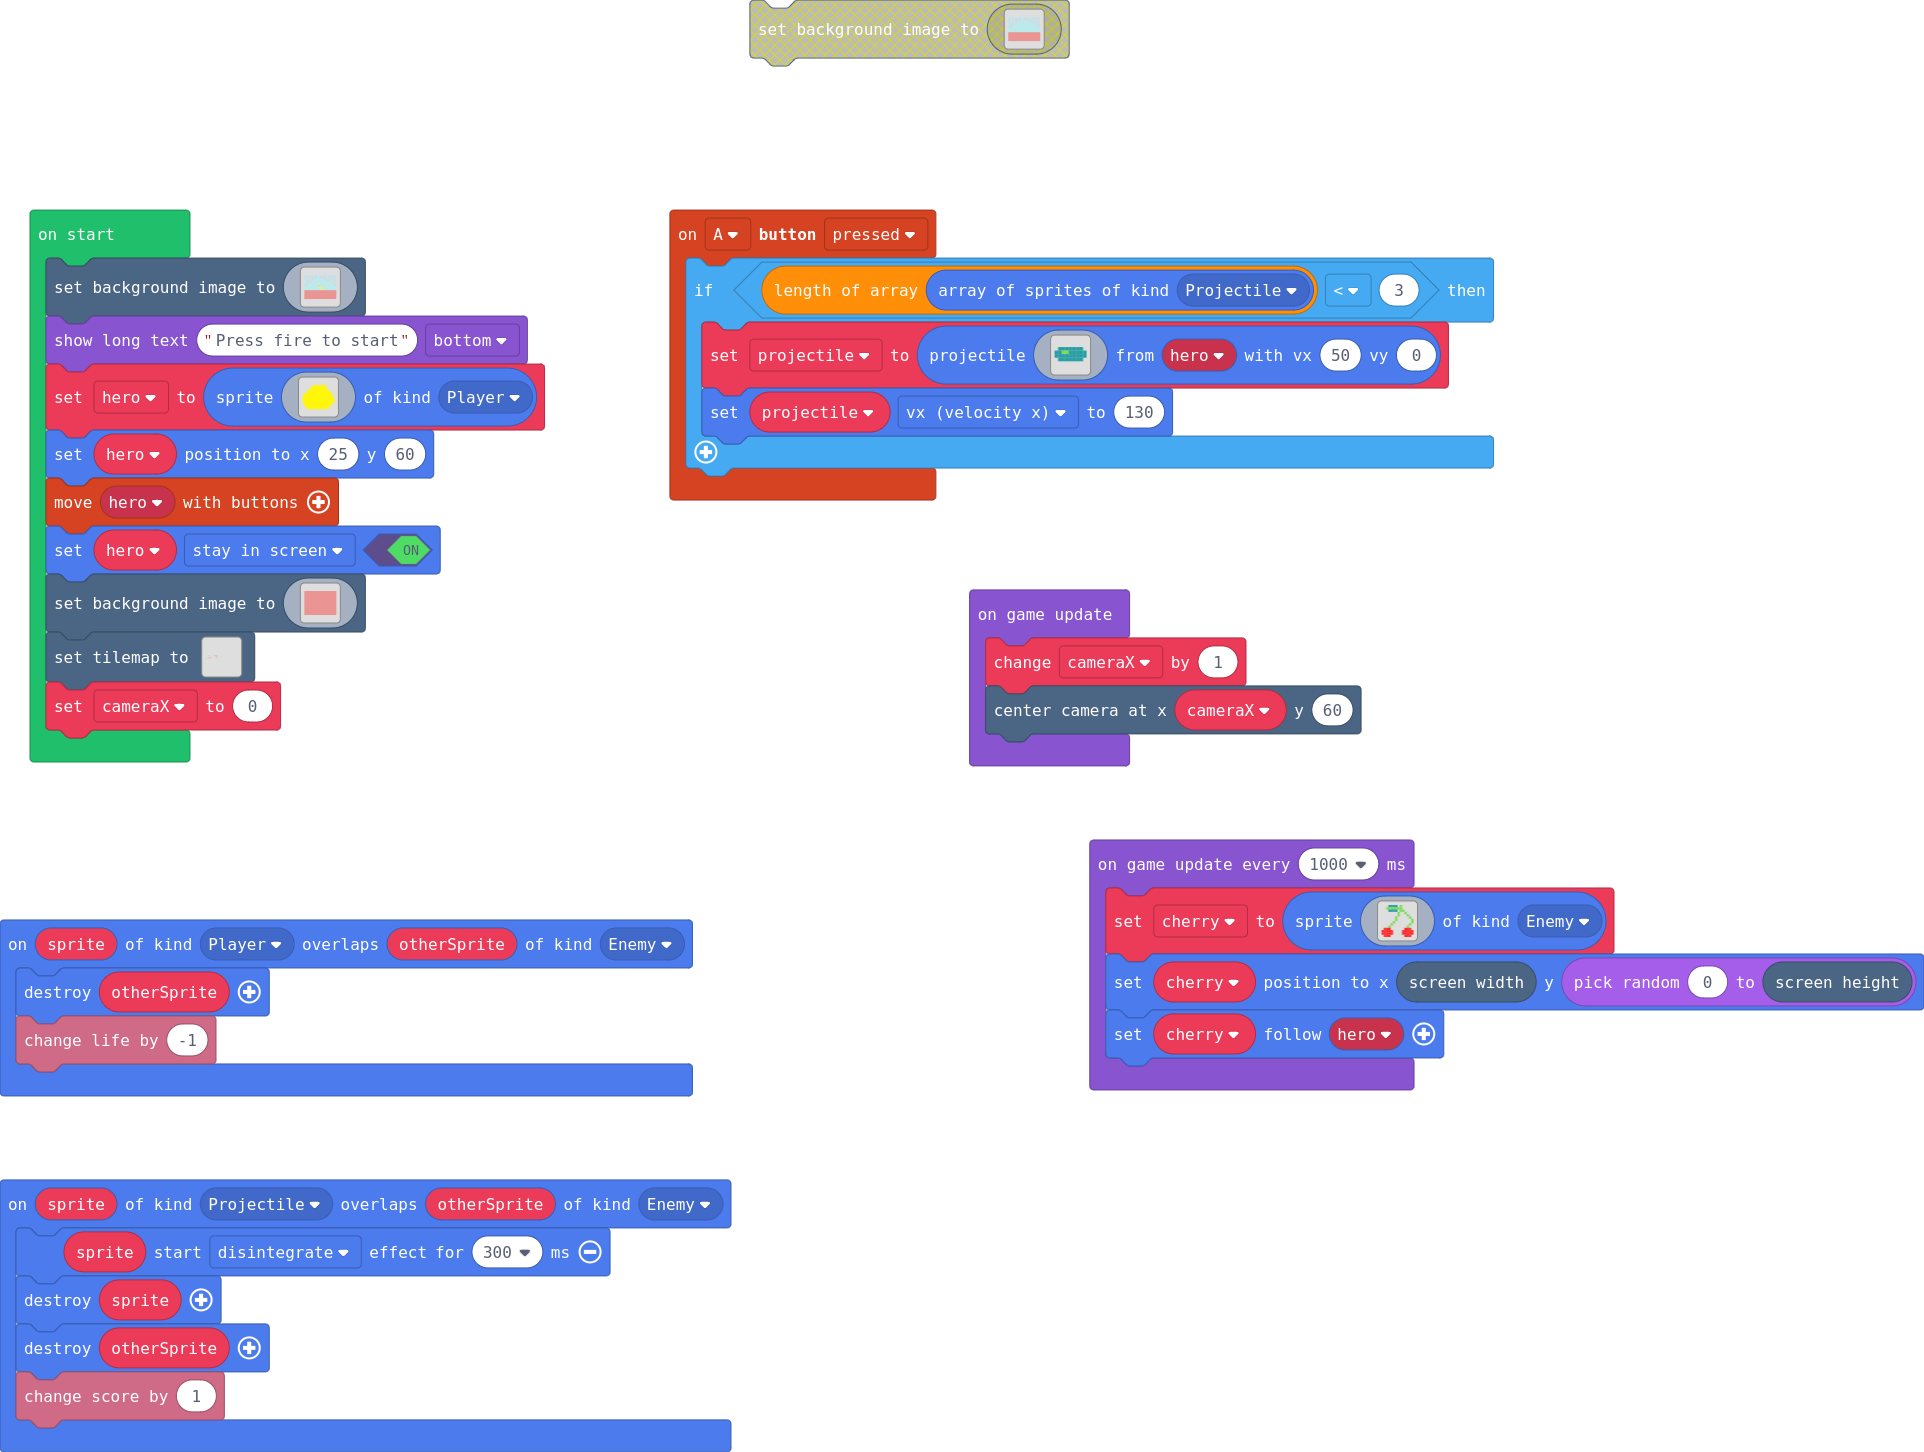 set background image to
on start
set background image to
show long text "Press fire to start" bottom
set hero to sprite of kind Player
set hero position to x 25 y 60
move hero with buttons
set hero stay in screen ON
set background image to
set tilemap to
set cameraX to 0
on A button pressed
if length of array array of sprites of kind Projectile < 3 then
set projectile to projectile from hero with vx 50 vy 0
set projectile vx (velocity x) to 130
on game update
change cameraX by 1
center camera at x cameraX y 60
on game update every 1000 ms
set cherry to sprite of kind Enemy
set cherry position to x screen width y pick random 0 to screen height
set cherry follow hero
on sprite of kind Player overlaps otherSprite of kind Enemy
destroy otherSprite
change life by -1
on sprite of kind Projectile overlaps otherSprite of kind Enemy
sprite start disintegrate effect for 300 ms
destroy sprite
destroy otherSprite
change score by 1